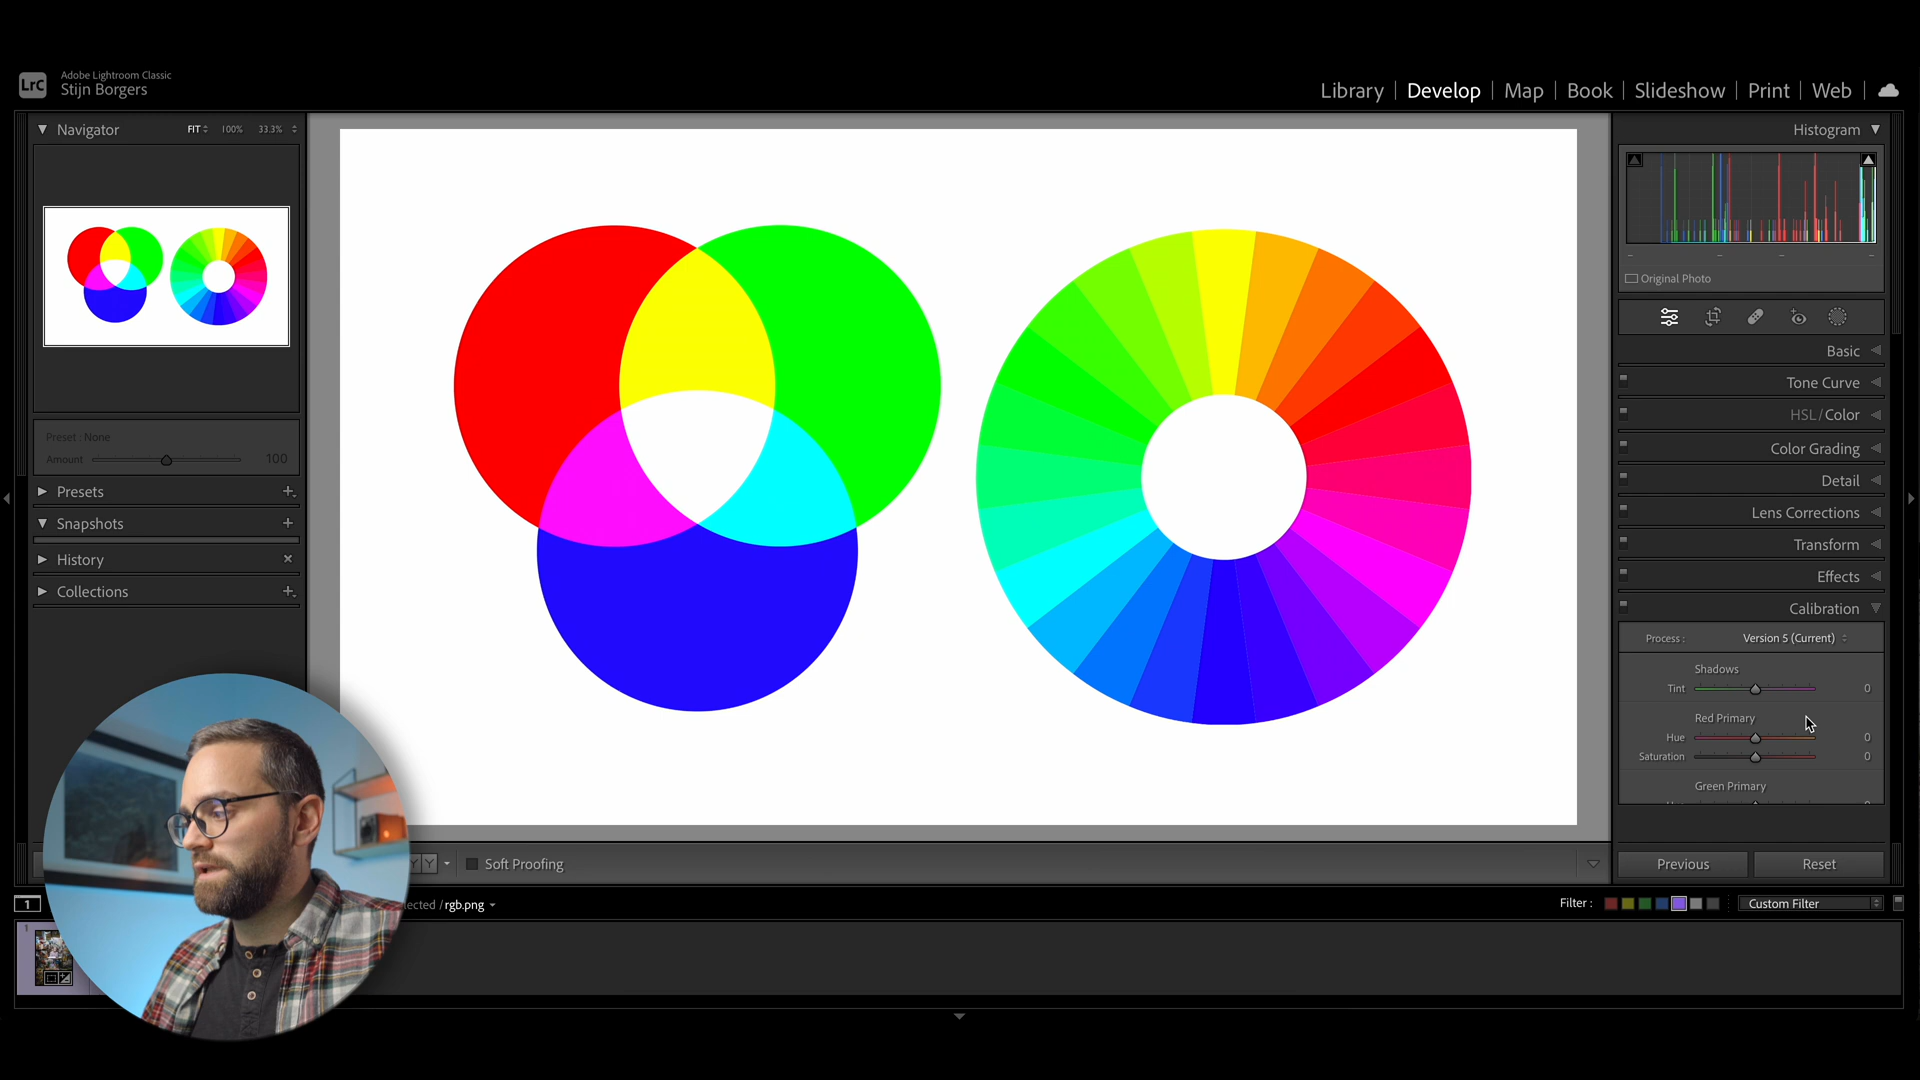 LrC
Adobe Lightroom Classic
Stijn Borgers
Library | Develop | Map | Book | Slideshow | Print | Web |
Navigator
FIT
100%
33.3%
Preset : None
Amount
100
Presets
Snapshots
History
Collections
Histogram
Original Photo
Basic
Tone Curve
HSL / Color
Color Grading
Detail
Lens Corrections
Transform
Effects
Calibration
Process :
Version 5 (Current)
Shadows
Tint
0
Red Primary
Hue
0
Saturation
0
Green Primary
Previous
Reset
Y Y
Soft Proofing
1
/ rgb.png
Filter :
Custom Filter
1